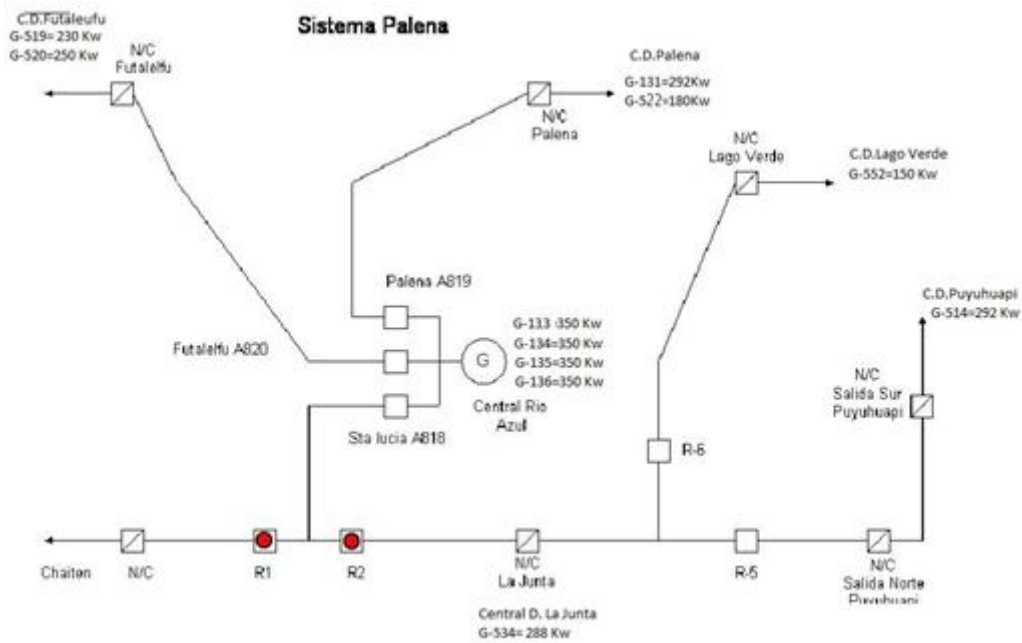 Sistema Palena
C.D.Futaleufu
G-519= 230 Kw
G-520=250 Kw
N/C
Futalelfu
C.D.Palena
G-131=292Kw
G-522=180Kw
N/C
Palena
N/C
Lago Verde
C.D.Lago Verde
G-552=150 Kw
Palena A819
C.D.Puyuhuapi
G-514=292 Kw
Futalelfu A820
G
G-133 350 Kw
G-134=350 Kw
G-135=350 Kw
G-136=350 Kw
Central Rio
Azul
N/C
Salida Sur
Puyuhuapi
Sta lucia A818
R-6
Chaiten
N/C
R1
R2
N/C
La Junta
R-5
N/C
Salida Norte
Puyuhuapi
Central D. La Junta
G-534= 288 Kw